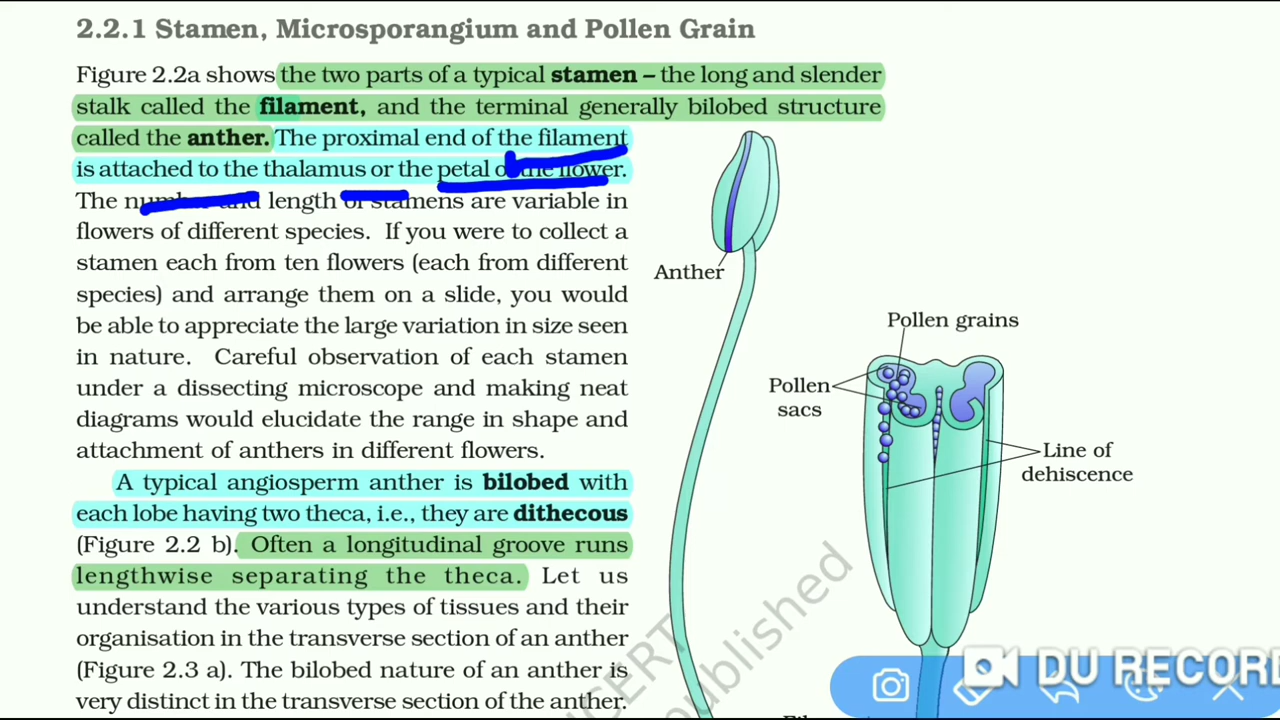 2.2.1 Stamen, Microsporangium and Pollen Grain
Figure 2.2a shows the two parts of a typical stamen – the long and slender
stalk called the filament, and the terminal generally bilobed structure
called the anther. The proximal end of the filament
is attached to the thalamus or the petal of the flower.
The number and length of stamens are variable in
flowers of different species. If you were to collect a
stamen each from ten flowers (each from different
species) and arrange them on a slide, you would
be able to appreciate the large variation in size seen
in nature. Careful observation of each stamen
under a dissecting microscope and making neat
diagrams would elucidate the range in shape and
attachment of anthers in different flowers.
A typical angiosperm anther is bilobed with
each lobe having two theca, i.e., they are dithecous
(Figure 2.2 b). Often a longitudinal groove runs
lengthwise separating the theca. Let us
understand the various types of tissues and their
organisation in the transverse section of an anther
(Figure 2.3 a). The bilobed nature of an anther is
very distinct in the transverse section of the anther.
Anther
Pollen grains
Pollen
sacs
Line of
dehiscence
DU RECORD